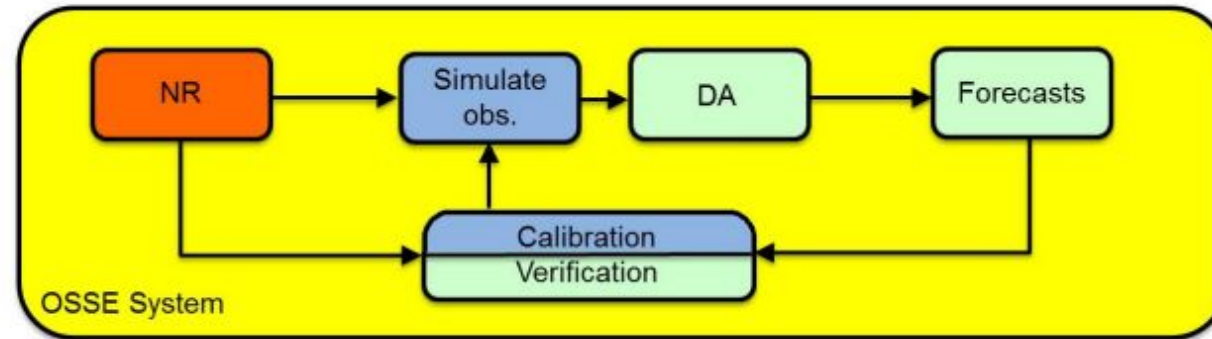 NR
Simulate
obs.
DA
Forecasts
Calibration
Verification
OSSE System